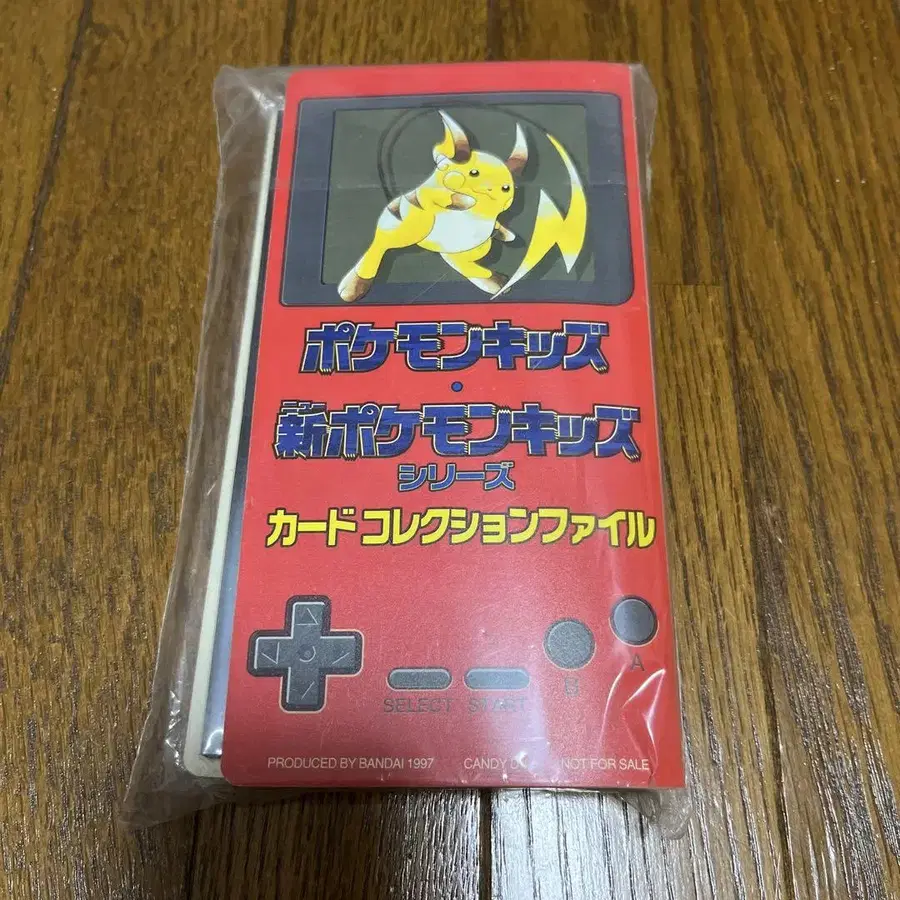 ポケモンキッズ
・
ニュー
新ポケモンキッズ
シリーズ
カード コレクションファイル
SELECT START B A
PRODUCED BY BANDAI 1997 CANDY NOT FOR SALE